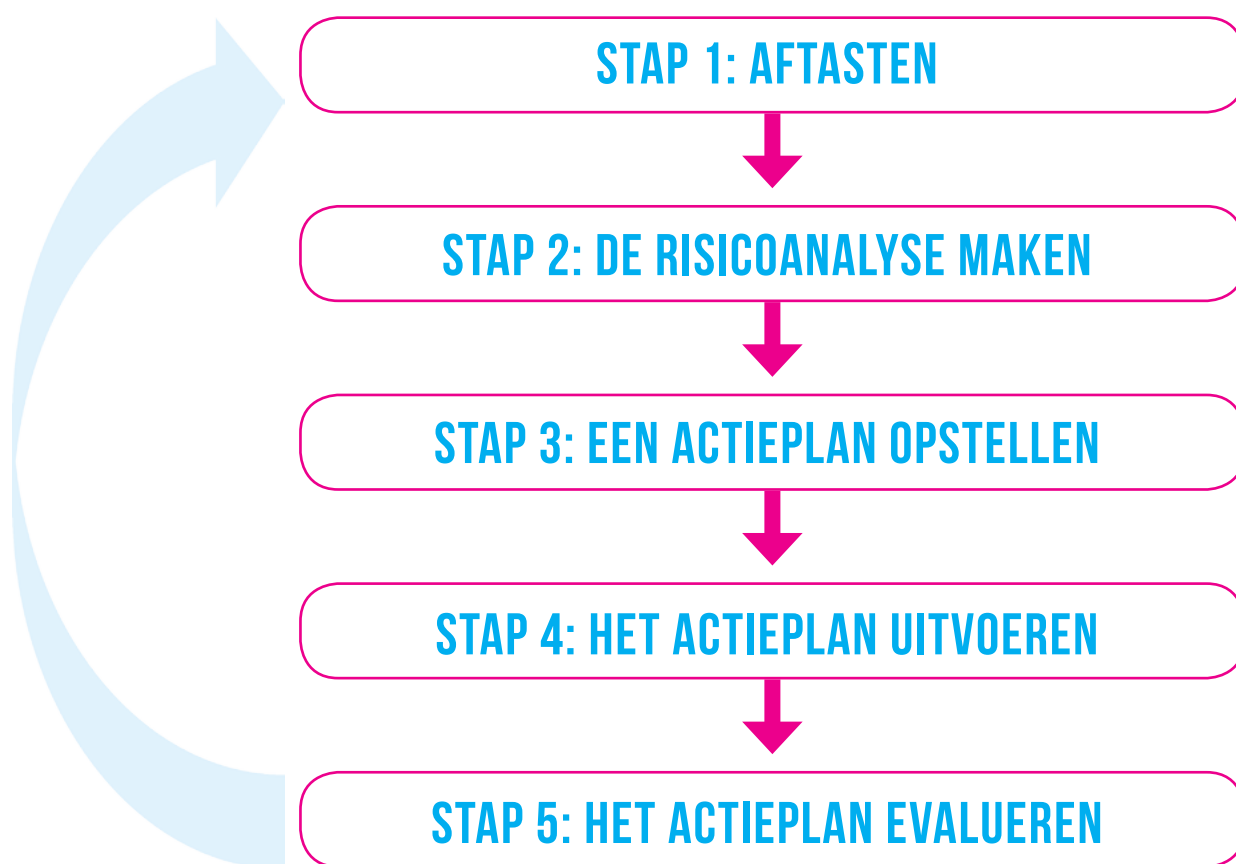 STAP 1: AFTASTEN
STAP 2: DE RISICOANALYSE MAKEN
STAP 3: EEN ACTIEPLAN OPSTELLEN
STAP 4: HET ACTIEPLAN UITVOEREN
STAP 5: HET ACTIEPLAN EVALUEREN